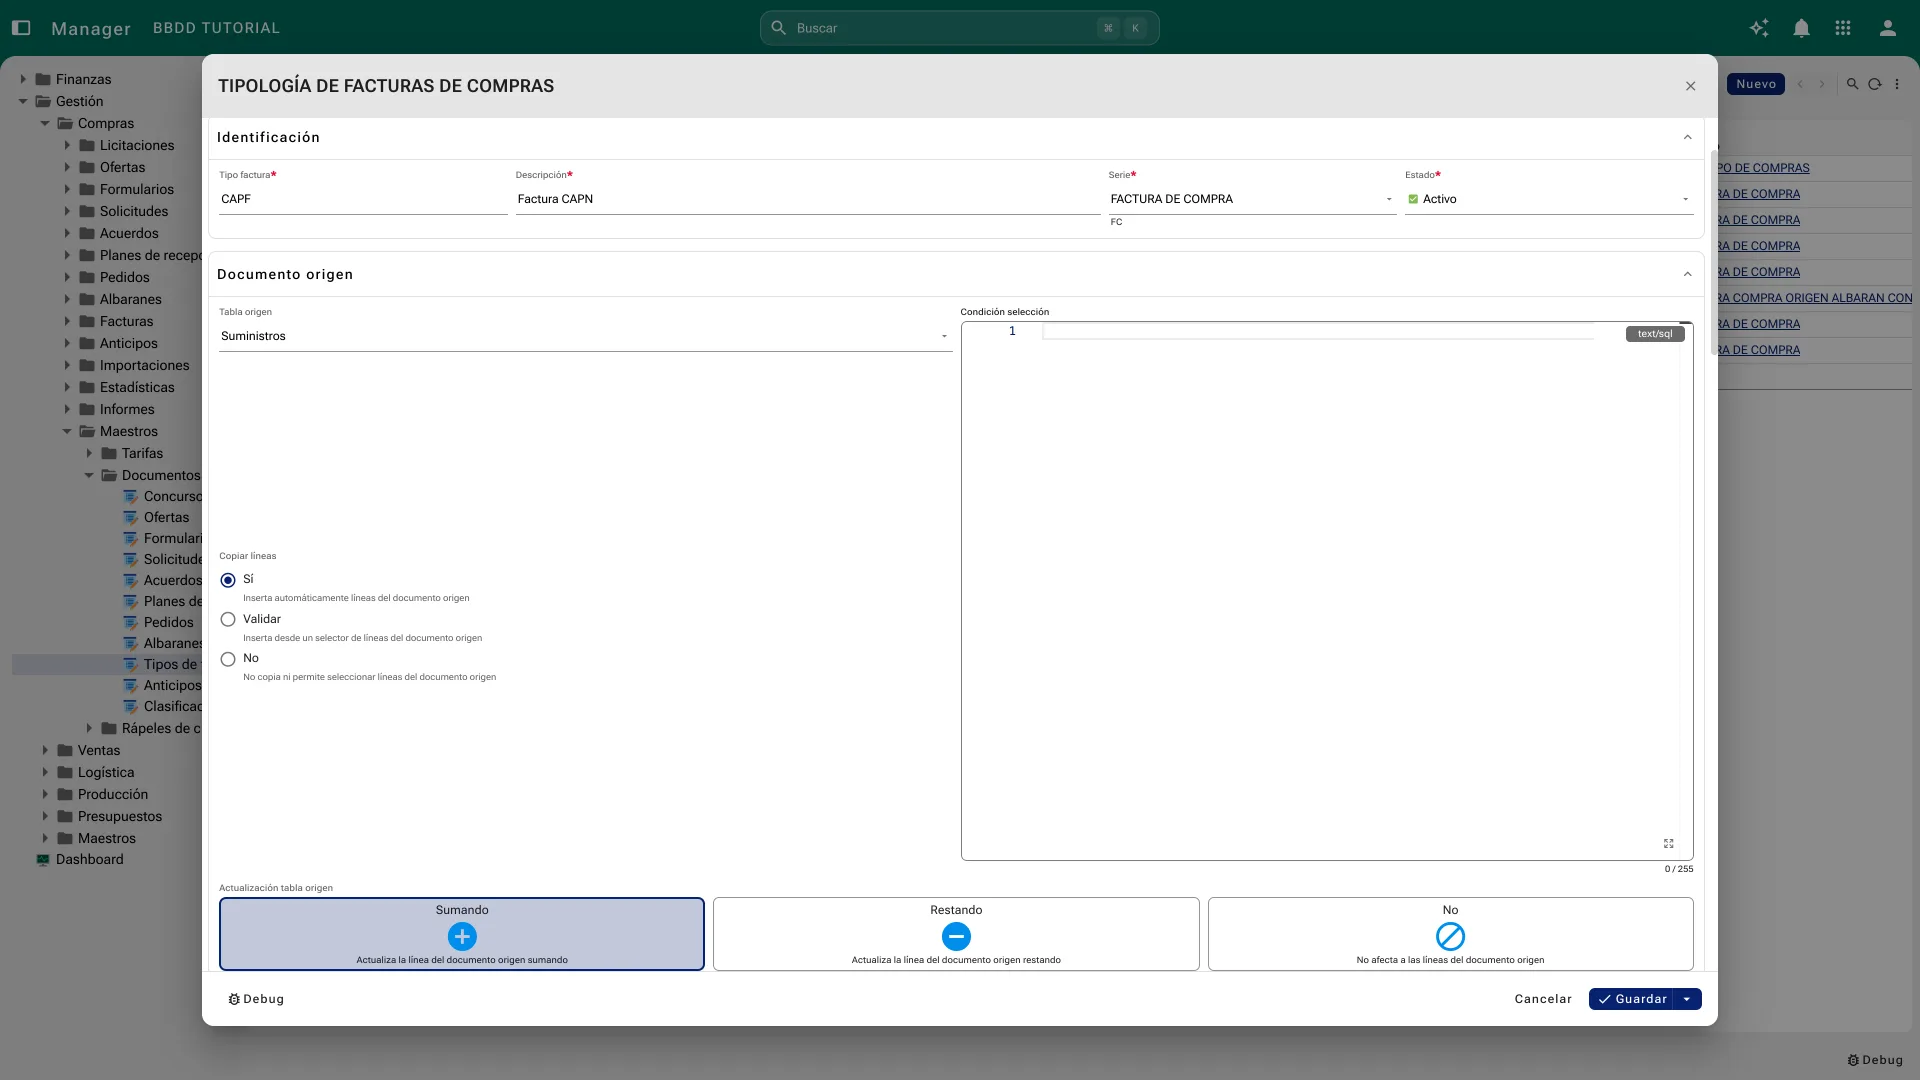 Manager BBDD TUTORIAL
Buscar ⌘ K
Finanzas
Gestión
Compras
Licitaciones
Ofertas
Formularios
Solicitudes
Acuerdos
Planes de recepc
Pedidos
Albaranes
Facturas
Anticipos
Importaciones
Estadísticas
Informes
Maestros
Tarifas
Documentos
Concurso
Ofertas
Formulari
Solicitude
Acuerdos
Planes de
Pedidos
Albaranes
Tipos de
Anticipos
Clasificac
Rápeles de c
Ventas
Logística
Producción
Presupuestos
Maestros
Dashboard
TIPOLOGÍA DE FACTURAS DE COMPRAS
Identificación
Tipo factura* Descripción* Serie* Estado*
CAPF Factura CAPN FACTURA DE COMPRA Activo
FC
Documento origen
Tabla origen Condición selección
Suministros
1 text/sql
Copiar líneas
Sí
Inserta automáticamente líneas del documento origen
Validar
Inserta desde un selector de líneas del documento origen
No
No copia ni permite seleccionar líneas del documento origen
0 / 255
Actualización tabla origen
Sumando
Actualiza la línea del documento origen sumando
Restando
Actualiza la línea del documento origen restando
No
No afecta a las líneas del documento origen
Debug Cancelar Guardar
Nuevo
PO DE COMPRAS
RA DE COMPRA
RA DE COMPRA
RA DE COMPRA
RA DE COMPRA
RA COMPRA ORIGEN ALBARAN CON
RA DE COMPRA
RA DE COMPRA
Debug